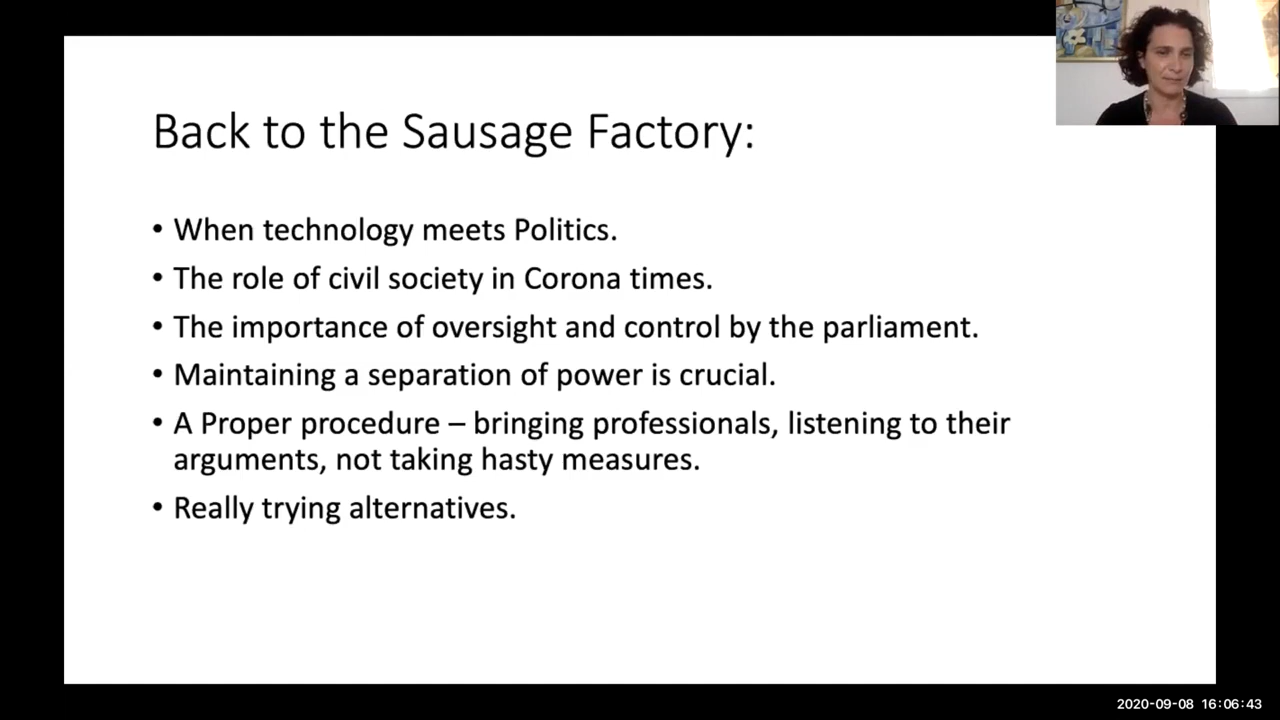 Back to the Sausage Factory:
• When technology meets Politics.
• The role of civil society in Corona times.
• The importance of oversight and control by the parliament.
• Maintaining a separation of power is crucial.
• A Proper procedure – bringing professionals, listening to their
arguments, not taking hasty measures.
• Really trying alternatives.
2020-09-08 16:06:43